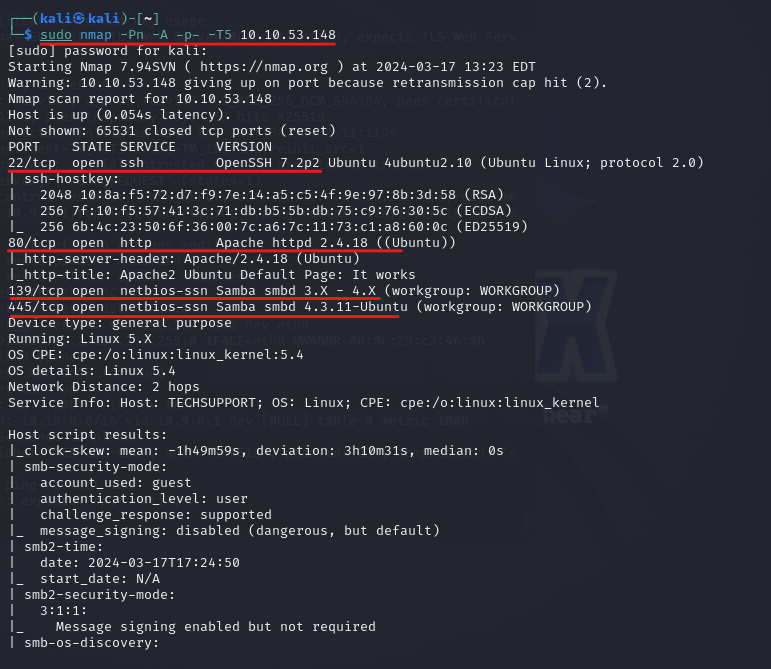 ┌──(kali㉿kali)-[~]
└─$ sudo nmap -Pn -A -p- -T5 10.10.53.148
[sudo] password for kali:
Starting Nmap 7.94SVN ( https://nmap.org ) at 2024-03-17 13:23 EDT
Warning: 10.10.53.148 giving up on port because retransmission cap hit (2).
Nmap scan report for 10.10.53.148
Host is up (0.054s latency).
Not shown: 65531 closed tcp ports (reset)
PORT    STATE SERVICE     VERSION
22/tcp  open  ssh         OpenSSH 7.2p2 Ubuntu 4ubuntu2.10 (Ubuntu Linux; protocol 2.0)
| ssh-hostkey:
|   2048 10:8a:f5:72:d7:f9:7e:14:a5:c5:4f:9e:97:8b:3d:58 (RSA)
|   256 7f:10:f5:57:41:3c:71:db:b5:5b:db:75:c9:76:30:5c (ECDSA)
|_  256 6b:4c:23:50:6f:36:00:7c:a6:7c:11:73:c1:a8:60:0c (ED25519)
80/tcp  open  http        Apache httpd 2.4.18 ((Ubuntu))
|_http-server-header: Apache/2.4.18 (Ubuntu)
|_http-title: Apache2 Ubuntu Default Page: It works
139/tcp open  netbios-ssn Samba smbd 3.X - 4.X (workgroup: WORKGROUP)
445/tcp open  netbios-ssn Samba smbd 4.3.11-Ubuntu (workgroup: WORKGROUP)
Device type: general purpose
Running: Linux 5.X
OS CPE: cpe:/o:linux:linux_kernel:5.4
OS details: Linux 5.4
Network Distance: 2 hops
Service Info: Host: TECHSUPPORT; OS: Linux; CPE: cpe:/o:linux:linux_kernel

Host script results:
|_clock-skew: mean: -1h49m59s, deviation: 3h10m31s, median: 0s
| smb-security-mode:
|   account_used: guest
|   authentication_level: user
|   challenge_response: supported
|_  message_signing: disabled (dangerous, but default)
| smb2-time:
|   date: 2024-03-17T17:24:50
|_  start_date: N/A
| smb2-security-mode:
|   3:1:1:
|_    Message signing enabled but not required
| smb-os-discovery: